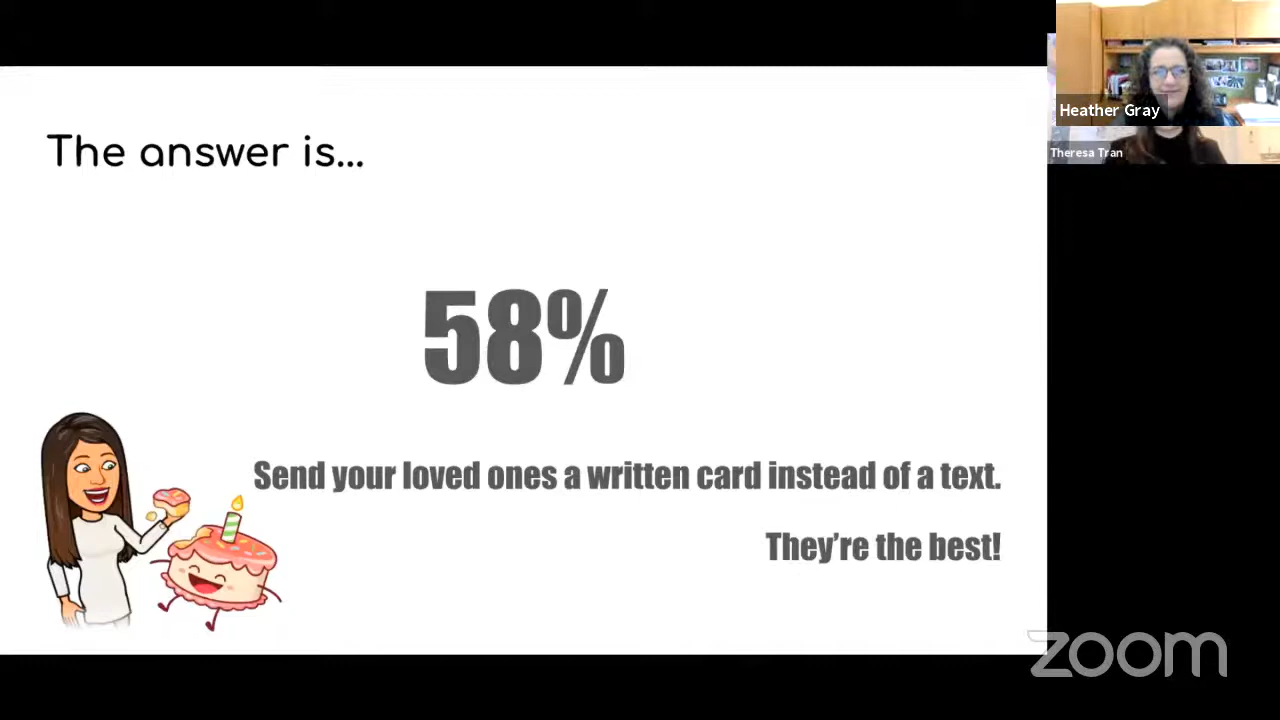 The answer is...
58%
Send your loved ones a written card instead of a text.
They're the best!
Heather Gray
Theresa Tran
zoom